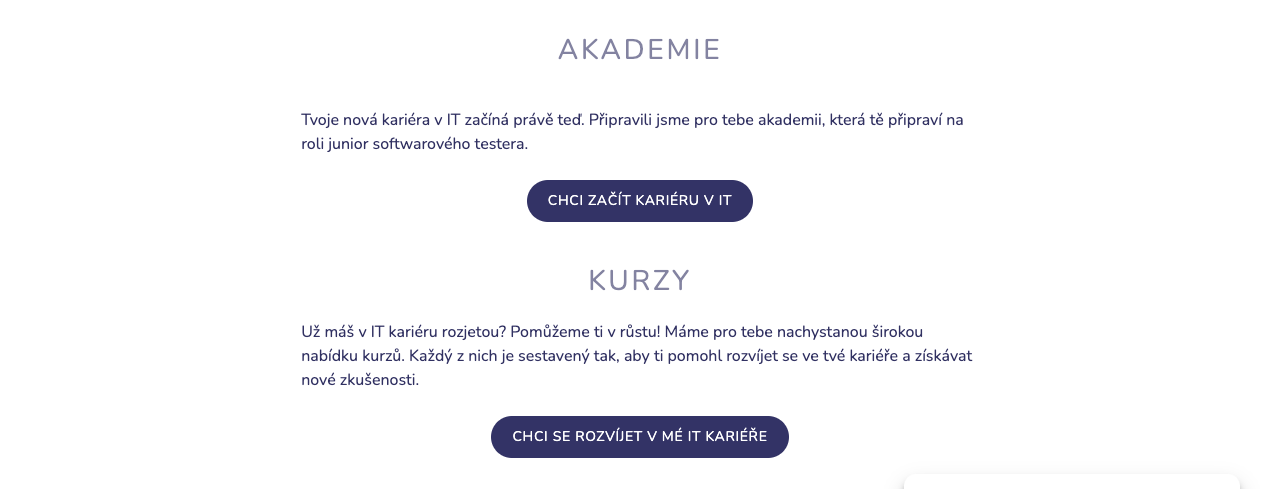 AKADEMIE
Tvoje nová kariéra v IT začíná právě teď. Připravili jsme pro tebe akademii, která tě připraví na
roli junior softwarového testera.
CHCI ZAČÍT KARIÉRU V IT
KURZY
Už máš v IT kariéru rozjetou? Pomůžeme ti v růstu! Máme pro tebe nachystanou širokou
nabídku kurzů. Každý z nich je sestavený tak, aby ti pomohl rozvíjet se ve tvé kariéře a získávat
nové zkušenosti.
CHCI SE ROZVÍJET V MÉ IT KARIÉŘE